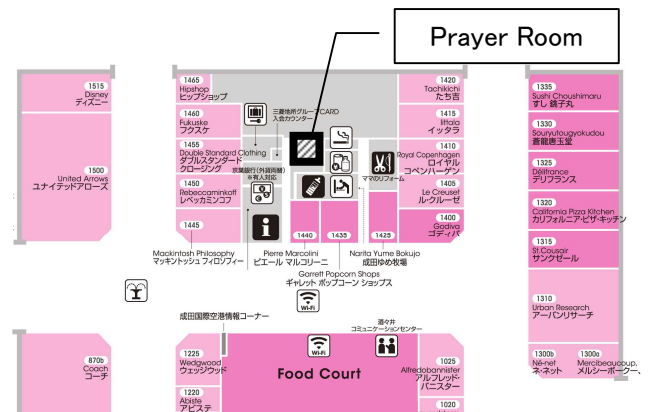 Prayer Room
1515
Disney
ディズニー
1500
United Arrows
ユナイテッドアローズ
870b
Coach
コーチ
1465
Hipshop
ヒップショップ
1460
Fukuske
フクスケ
1455
Double Standard Clothing
ダブルスタンダード
クロージング
1450
Rebeccaminkoff
レベッカミンコフ
1445
Mackintosh Philosophy
マッキントッシュ フィロソフィー
三菱地所グループCARD
入会カウンター
京葉銀行(外貨両替)
※有人対応
ママのリフォーム
1440
Pierre Marcolini
ピエール マルコリーニ
1435
Garrett Popcorn Shops
ギャレット ポップコーン ショップス
1425
Narita Yume Bokujo
成田ゆめ牧場
1420
Tachikichi
たち吉
1415
Iittala
イッタラ
1410
Royal Copenhagen
ロイヤル
コペンハーゲン
1405
Le Creuset
ル・クルーゼ
1400
Godiva
ゴディバ
1335
Sushi Choushimaru
すし 銚子丸
1330
Souryutougyokudou
蒼龍唐玉堂
1325
Délifrance
デリフランス
1320
California Pizza Kitchen
カリフォルニア・ピザ・キッチン
1315
St.Cousair
サンクゼール
1310
Urban Research
アーバンリサーチ
1300b
Né-net
ネ・ネット
1300a
Mercibeaucoup,
メルシーボークー、
Wi-Fi
成田国際空港情報コーナー
酒々井
コミュニケーションセンター
Wi-Fi
1225
Wedgwood
ウェッジウッド
1220
Abiste
アビステ
Food Court
1025
Alfredobannister
アルフレッド・
バニスター
1020